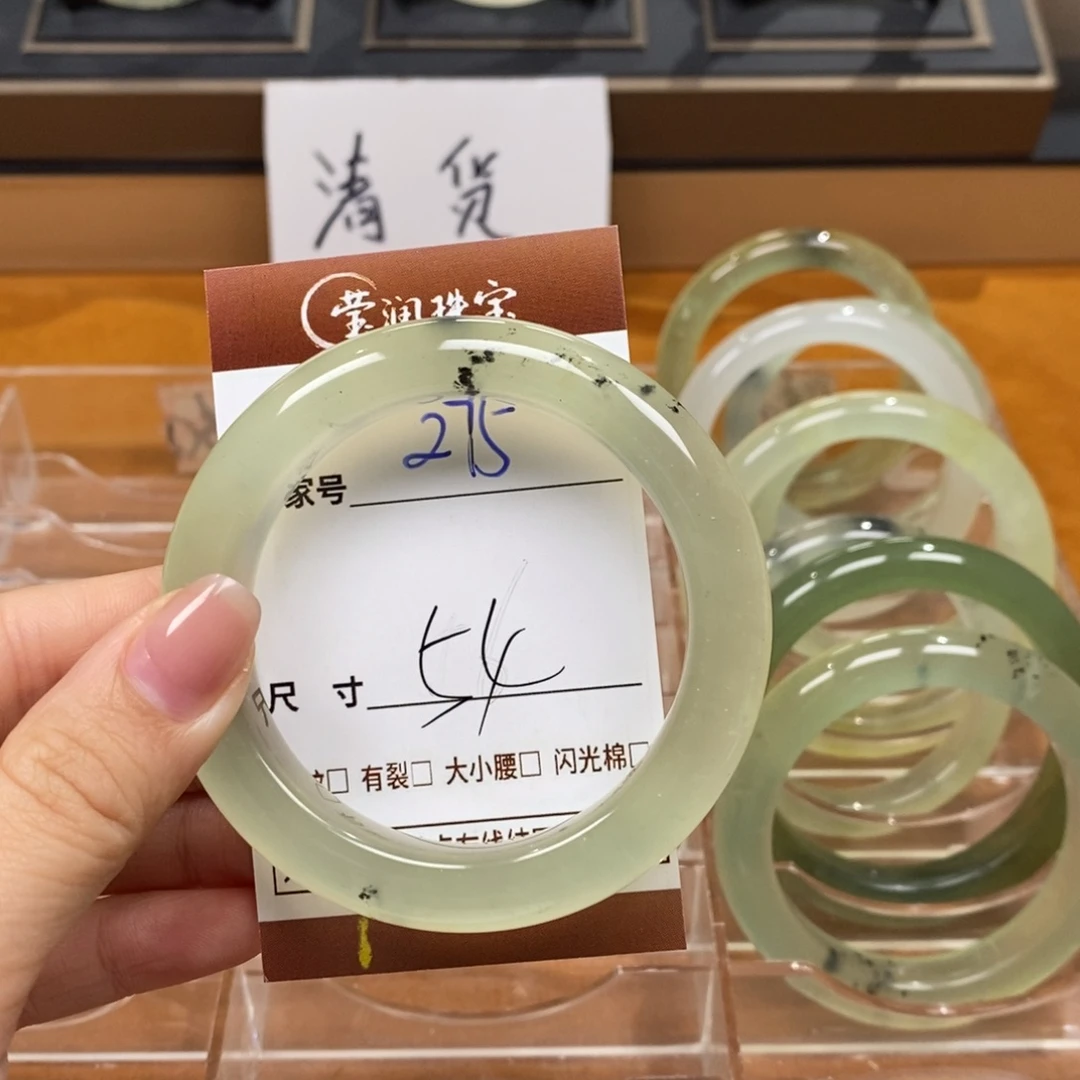 清货
莹润珠宝
275
家号
54
尺寸
有裂□ 大小腰□ 闪光棉□